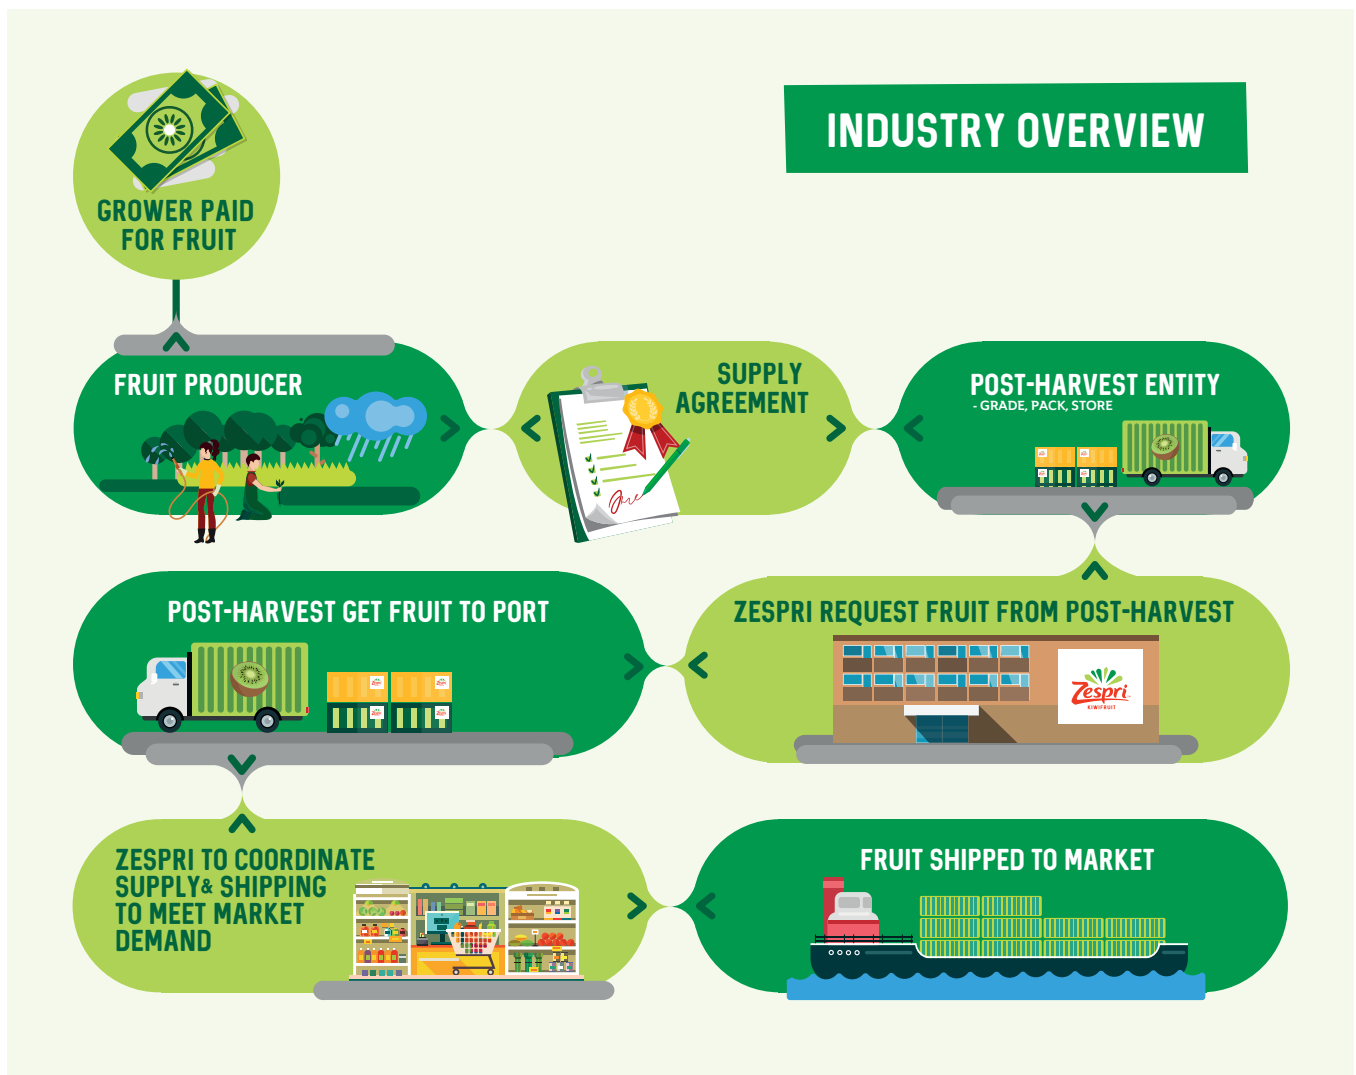 INDUSTRY OVERVIEW
GROWER PAID
FOR FRUIT
FRUIT PRODUCER
SUPPLY
AGREEMENT
POST-HARVEST ENTITY
- GRADE, PACK, STORE
POST-HARVEST GET FRUIT TO PORT
ZESPRI REQUEST FRUIT FROM POST-HARVEST
Zespri
KIWIFRUIT
ZESPRI TO COORDINATE
SUPPLY& SHIPPING
TO MEET MARKET
DEMAND
FRUIT SHIPPED TO MARKET